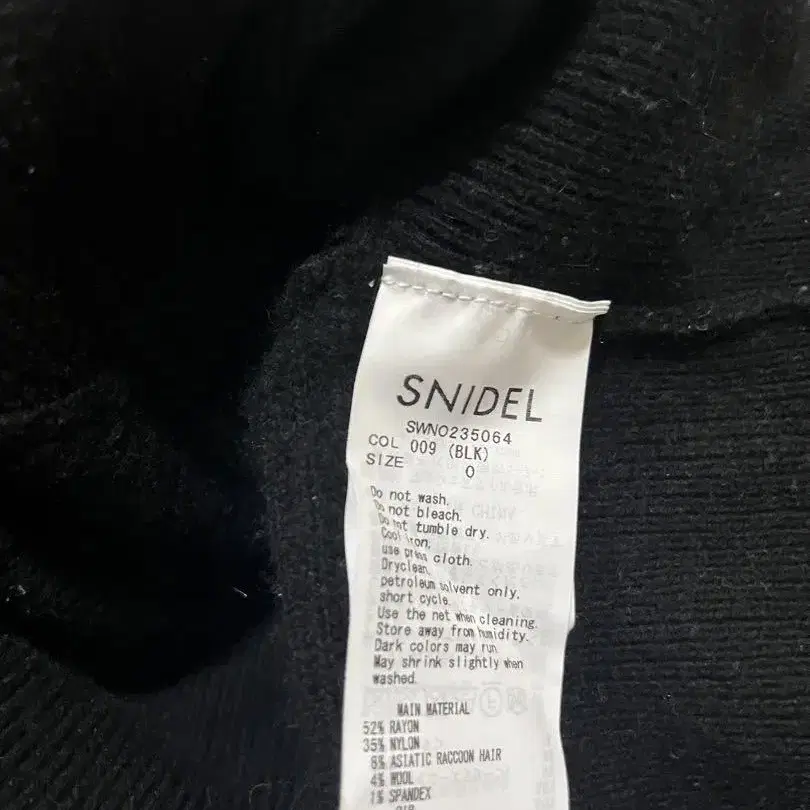 SNIDEL
SWNO235064
COL 009 (BLK)
SIZE 0
Do not wash.
Do not bleach.
Do not tumble dry.
Cool iron,
use press cloth.
Dryclean,
petroleum solvent only.
short cycle.
Use the net when cleaning.
Store away from humidity.
Dark colors may run
May shrink slightly when
washed.
MAIN MATERIAL
52% RAYON
35% NYLON
8% ASIATIC RACCOON HAIR
4% WOOL
1% SPANDEX